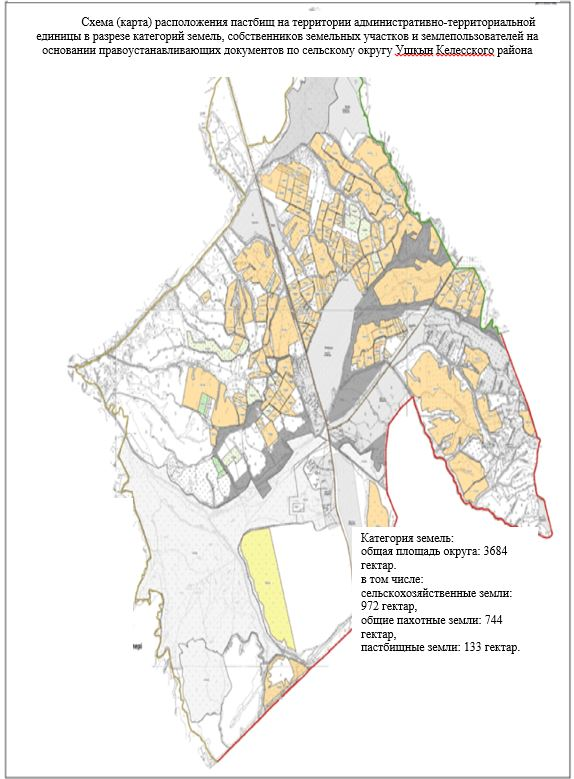 Схема (карта) расположения пастбищ на территории административно-территориальной
единицы в разрезе категорий земель, собственников земельных участков и землепользователей на
основании правоустанавливающих документов по сельскому округу Ушкын Келесского района
Категория земель:
общая площадь округа: 3684
гектар.
в том числе:
сельскохозяйственные земли:
972 гектар,
общие пахотные земли: 744
гектар,
пастбищные земли: 133 гектар.